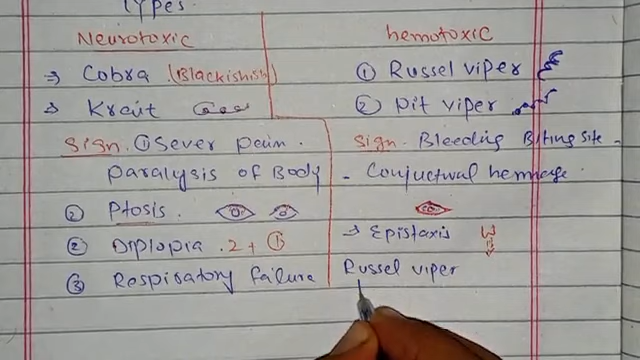 Types.
Neurotoxic
⇒ Cobra (Blackishish)
→ Krait
Sign. ① Sever pain.
paralysis of Body
② Ptosis.
② Diplopia. 2 + ①
③ Respiratory failure
hemotoxic
① Russel viper
② Pit viper
Sign. Bleeding Biting site -
- Conjuctwal hemrrage.
→ Epistaxis
Russel viper